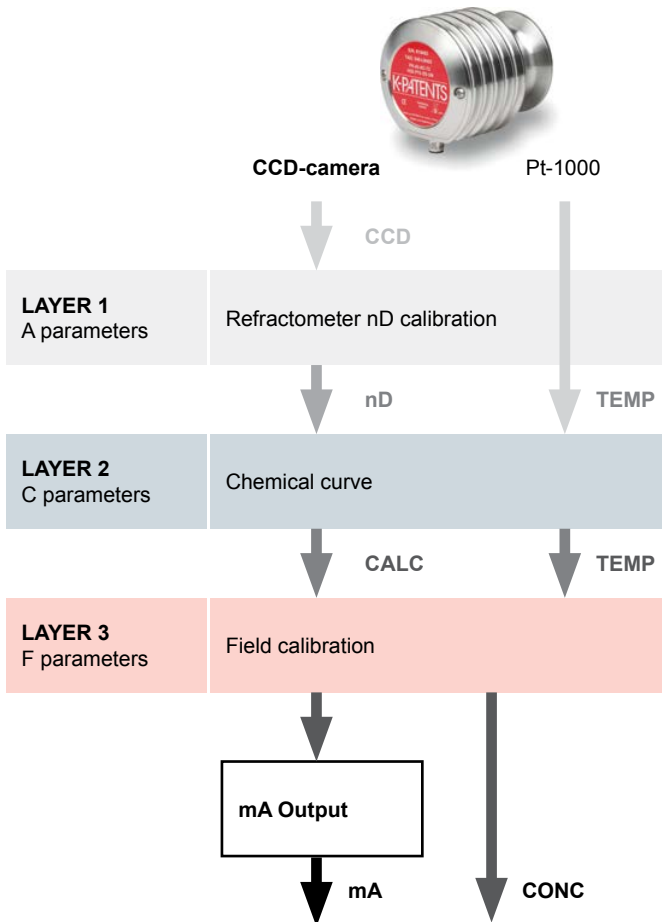 K-PATENTS
CCD-camera
Pt-1000
CCD
LAYER 1
A parameters
Refractometer nD calibration
nD
TEMP
LAYER 2
C parameters
Chemical curve
CALC
TEMP
LAYER 3
F parameters
Field calibration
mA Output
mA
CONC